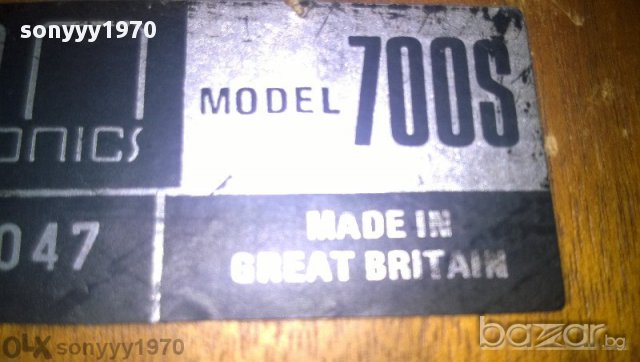 sonyyy1970
MODEL 700S
ONICS
047
MADE IN
GREAT BRITAIN
OLX sonyyy1970
bazar.bg